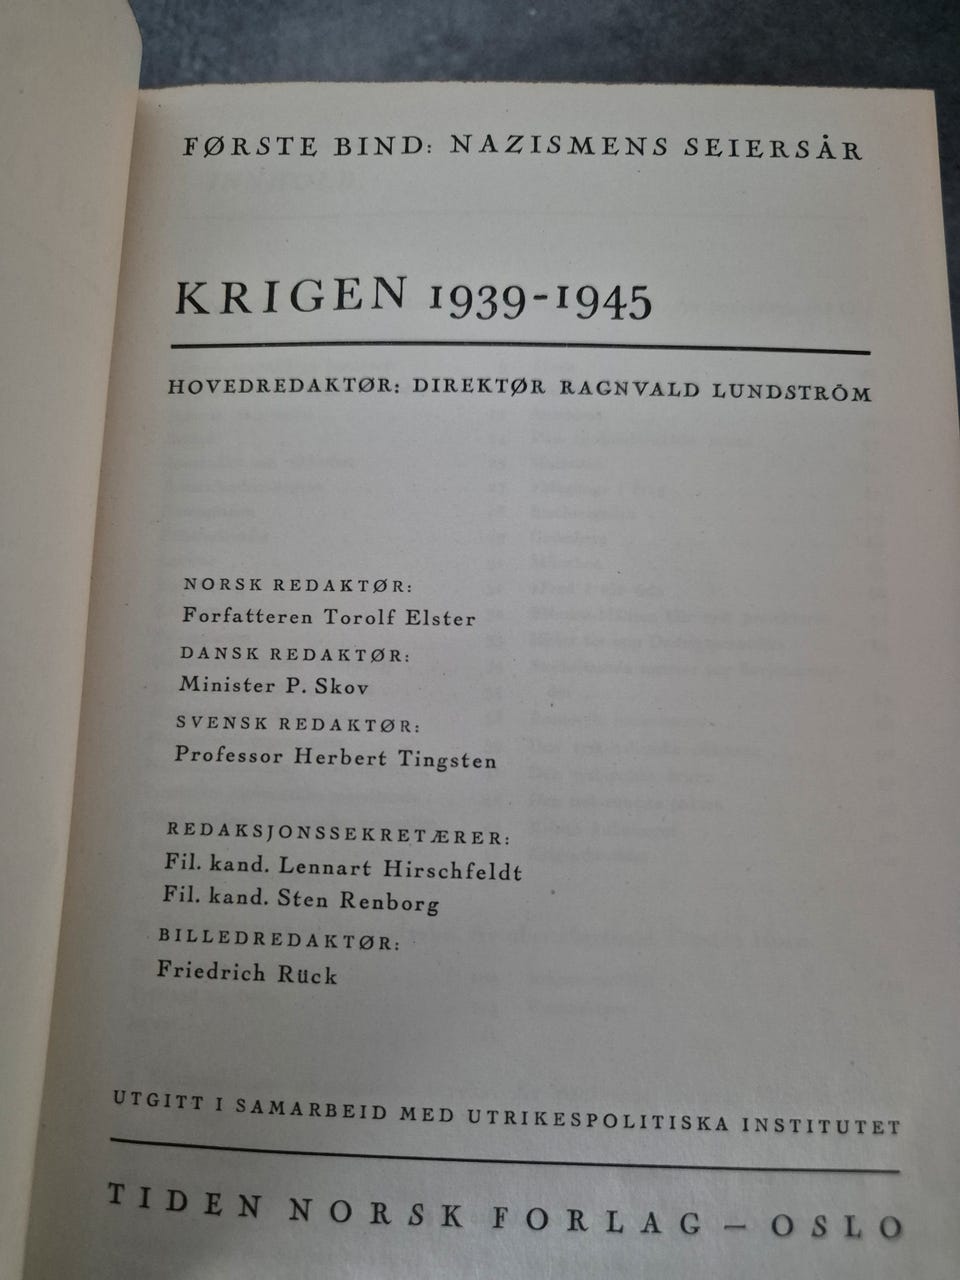 FØRSTE BIND: NAZISMENS SEIERSÅR
KRIGEN 1939-1945
HOVEDREDAKTØR: DIREKTØR RAGNVALD LUNDSTRÖM
NORSK REDAKTØR:
Forfatteren Torolf Elster
DANSK REDAKTØR:
Minister P. Skov
SVENSK REDAKTØR:
Professor Herbert Tingsten
REDAKSJONSSEKRETÆRER:
Fil. kand. Lennart Hirschfeldt
Fil. kand. Sten Renborg
BILLEDREDAKTØR:
Friedrich Rück
UTGITT I SAMARBEID MED UTRIKESPOLITISKA INSTITUTET
TIDEN NORSK FORLAG – OSLO